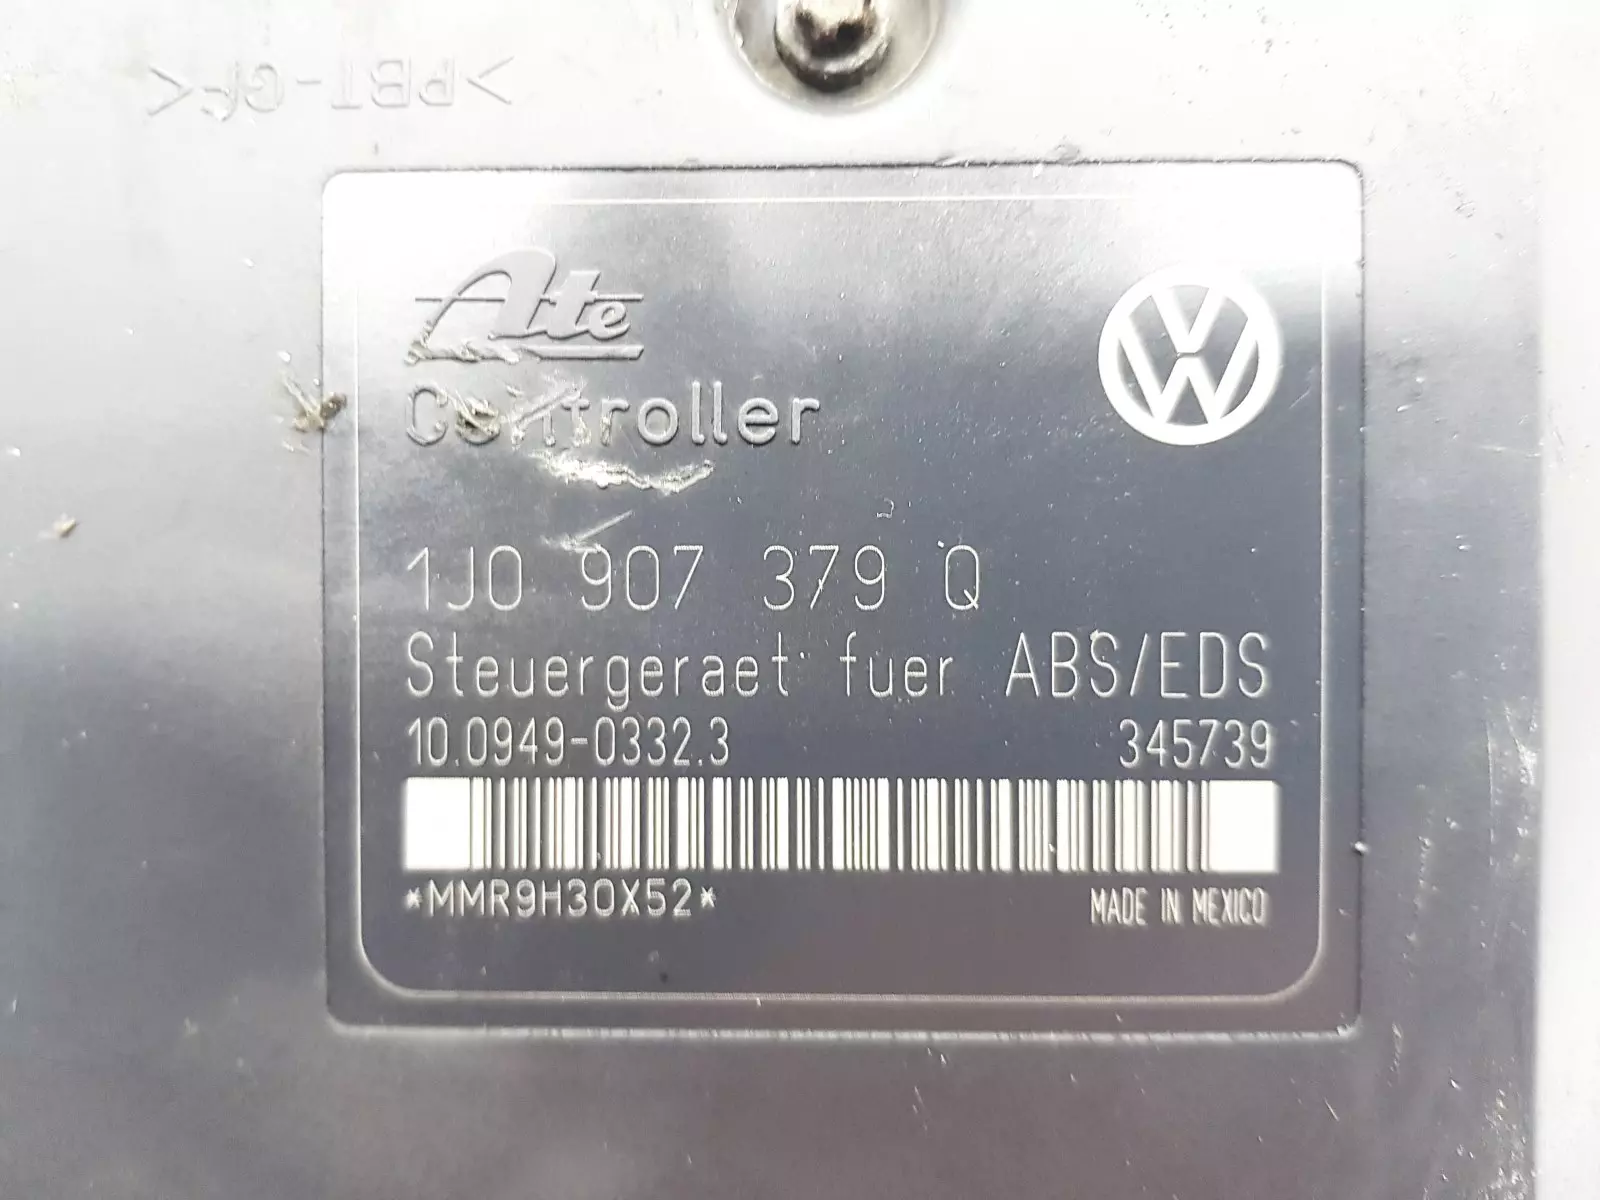 >PBT-GF<
Ate
Controller
VW
1J0 907 379 Q
Steuergeraet fuer ABS/EDS
10.0949-0332.3 345739
*MMR9H30X52* MADE IN MEXICO